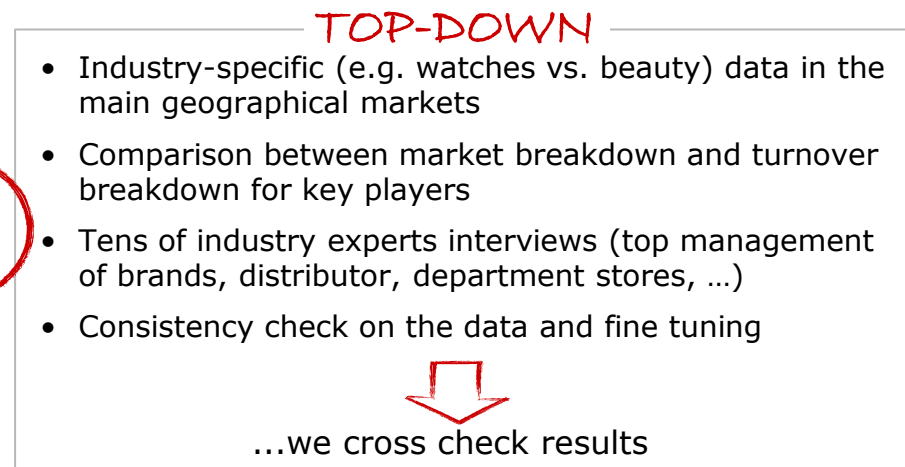 TOP-DOWN
• Industry-specific (e.g. watches vs. beauty) data in the
main geographical markets
• Comparison between market breakdown and turnover
breakdown for key players
• Tens of industry experts interviews (top management
of brands, distributor, department stores, …)
• Consistency check on the data and fine tuning
...we cross check results